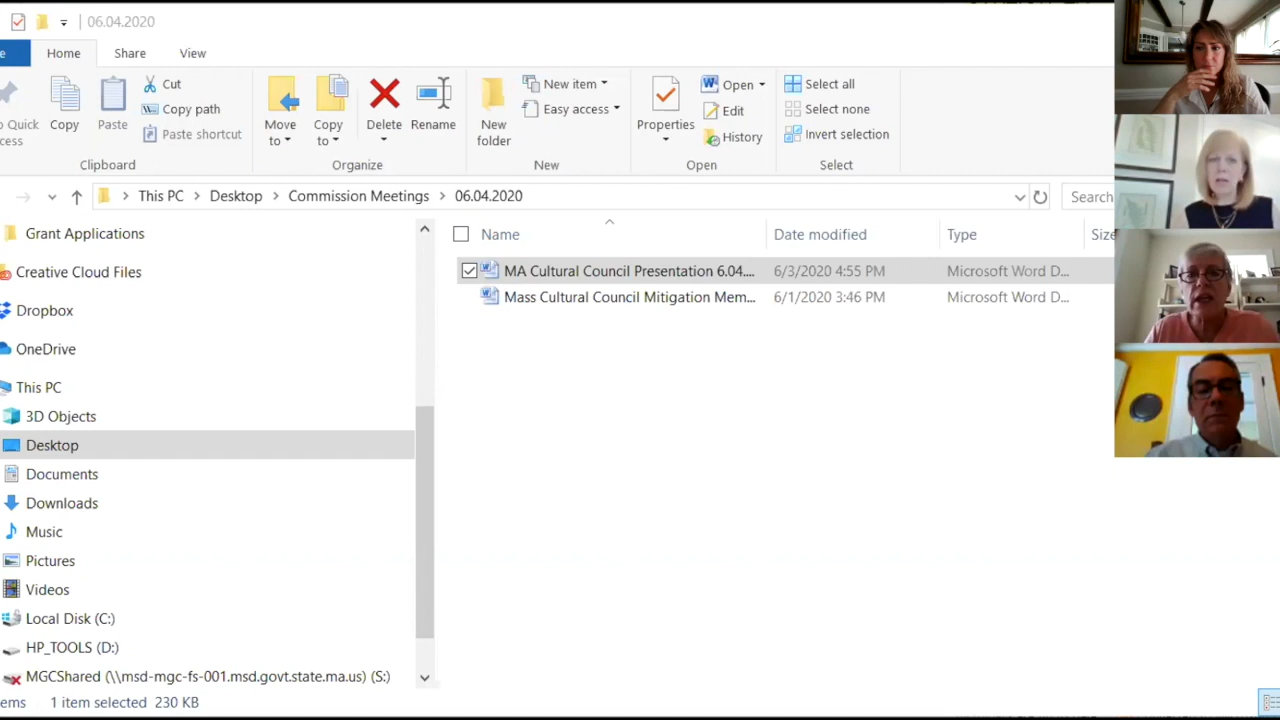 06.04.2020
e Home Share View
Cut
Copy path
Paste shortcut
o Quick
cess
Copy
Paste
Clipboard
Move
to
Copy
to
Delete
Rename
Organize
New
folder
New item
Easy access
New
Properties
Open
Edit
History
Open
Select all
Select none
Invert selection
Select
This PC > Desktop > Commission Meetings > 06.04.2020
Search
Name Date modified Type Size
MA Cultural Council Presentation 6.04.... 6/3/2020 4:55 PM Microsoft Word D...
Mass Cultural Council Mitigation Mem... 6/1/2020 3:46 PM Microsoft Word D...
Grant Applications
Creative Cloud Files
Dropbox
OneDrive
This PC
3D Objects
Desktop
Documents
Downloads
Music
Pictures
Videos
Local Disk (C:)
HP_TOOLS (D:)
MGCShared (\\msd-mgc-fs-001.msd.govt.state.ma.us) (S:)
ems 1 item selected 230 KB